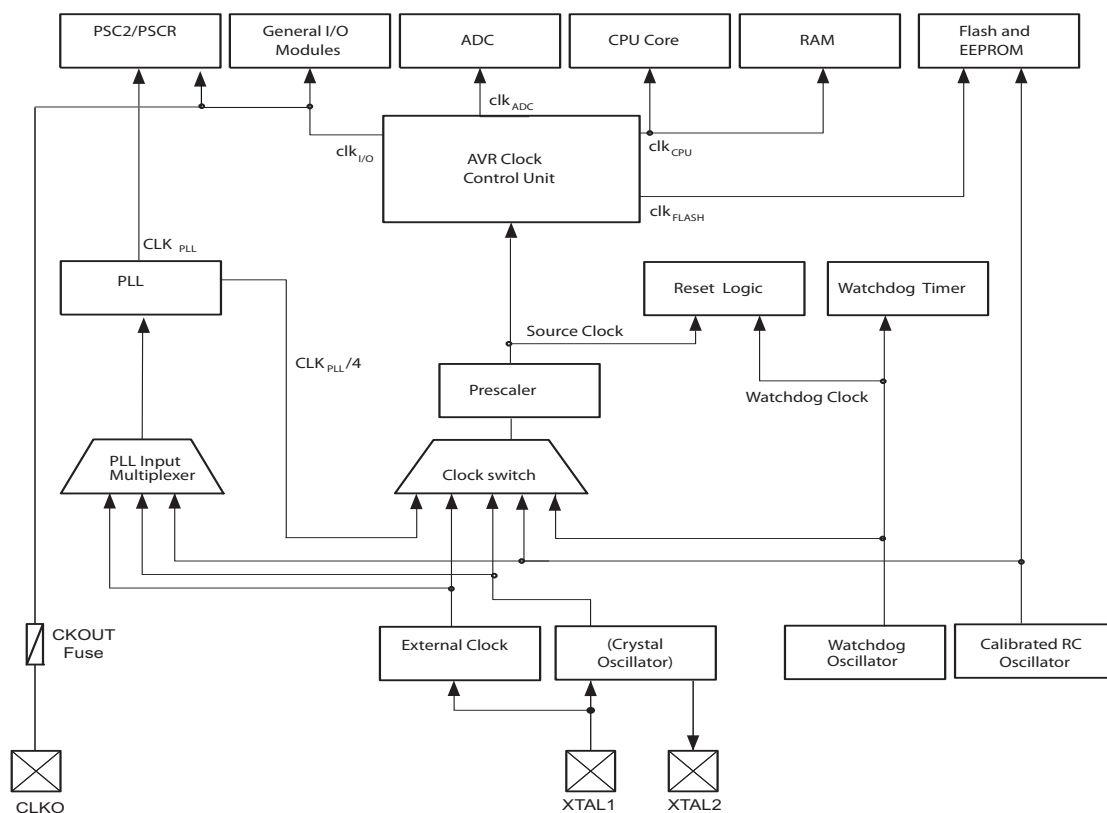 PSC2/PSCR
General I/O
Modules
ADC
CPU Core
RAM
Flash and
EEPROM
clkADC
clkI/O
AVR Clock
Control Unit
clkCPU
clkFLASH
CLK PLL
PLL
Reset Logic
Watchdog Timer
Source Clock
CLKPLL/4
Prescaler
Watchdog Clock
PLL Input
Multiplexer
Clock switch
CKOUT
Fuse
External Clock
(Crystal
Oscillator)
Watchdog
Oscillator
Calibrated RC
Oscillator
CLKO
XTAL1
XTAL2